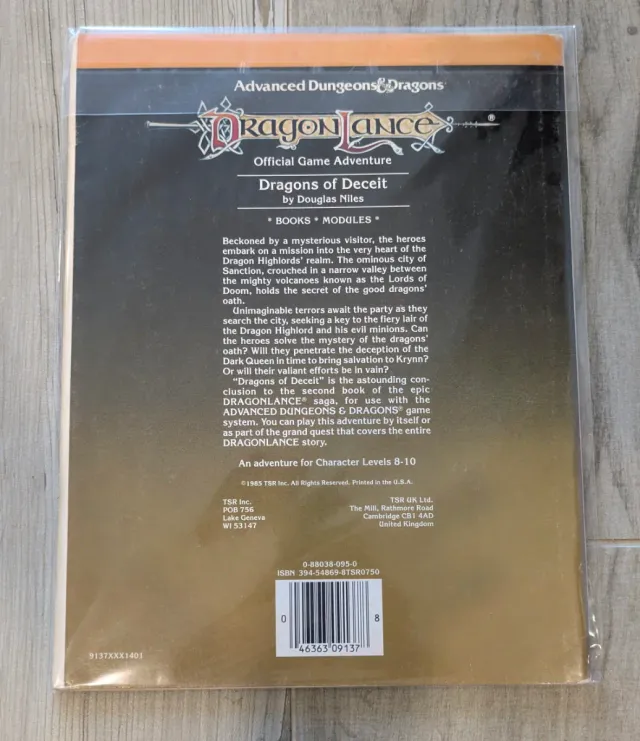 Advanced Dungeons & Dragons®
DRAGONLANCE®
Official Game Adventure
Dragons of Deceit
by Douglas Niles
* BOOKS * MODULES *
Beckoned by a mysterious visitor, the heroes
embark on a mission into the very heart of the
Dragon Highlords' realm. The ominous city of
Sanction, crouched in a narrow valley between
the mighty volcanoes known as the Lords of
Doom, holds the secret of the good dragons'
oath.
Unimaginable terrors await the party as they
search the city, seeking a key to the fiery lair of
the Dragon Highlord and his evil minions. Can
the heroes solve the mystery of the dragons'
oath? Will they penetrate the deception of the
Dark Queen in time to bring salvation to Krynn?
Or will their valiant efforts be in vain?
"Dragons of Deceit" is the astounding con-
clusion to the second book of the epic
DRAGONLANCE® saga, for use with the
ADVANCED DUNGEONS & DRAGONS® game
system. You can play this adventure by itself or
as part of the grand quest that covers the entire
DRAGONLANCE story.
An adventure for Character Levels 8-10
©1985 TSR Inc. All Rights Reserved. Printed in the U.S.A.
TSR Inc.
POB 756
Lake Geneva
WI 53147
TSR UK Ltd.
The Mill, Rathmore Road
Cambridge CB1 4AD
United Kingdom
0-88038-095-0
ISBN 394-54869-8TSR0750
0 46363 09137 8
9137XXX1401